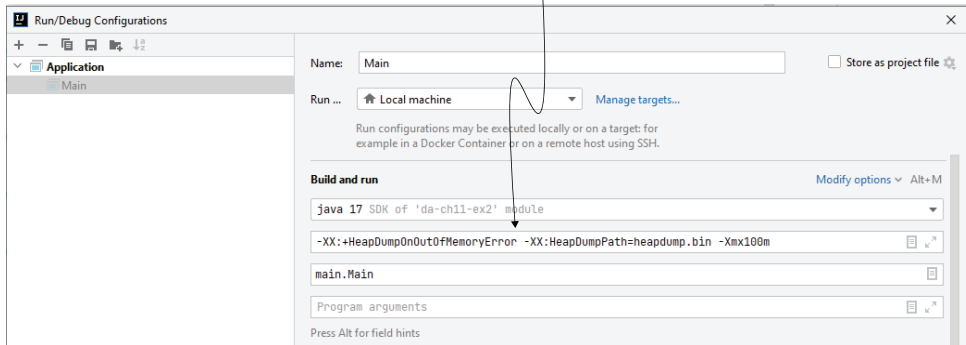 Run/Debug Configurations
Application
Main
Name: Main
Store as project file
Run ... Local machine
Manage targets...
Run configurations may be executed locally or on a target: for
example in a Docker Container or on a remote host using SSH.
Build and run
Modify options Alt+M
java 17 SDK of 'da-ch11-ex2' module
-XX:+HeapDumpOnOutOfMemoryError -XX:HeapDumpPath=heapdump.bin -Xmx100m
main.Main
Program arguments
Press Alt for field hints